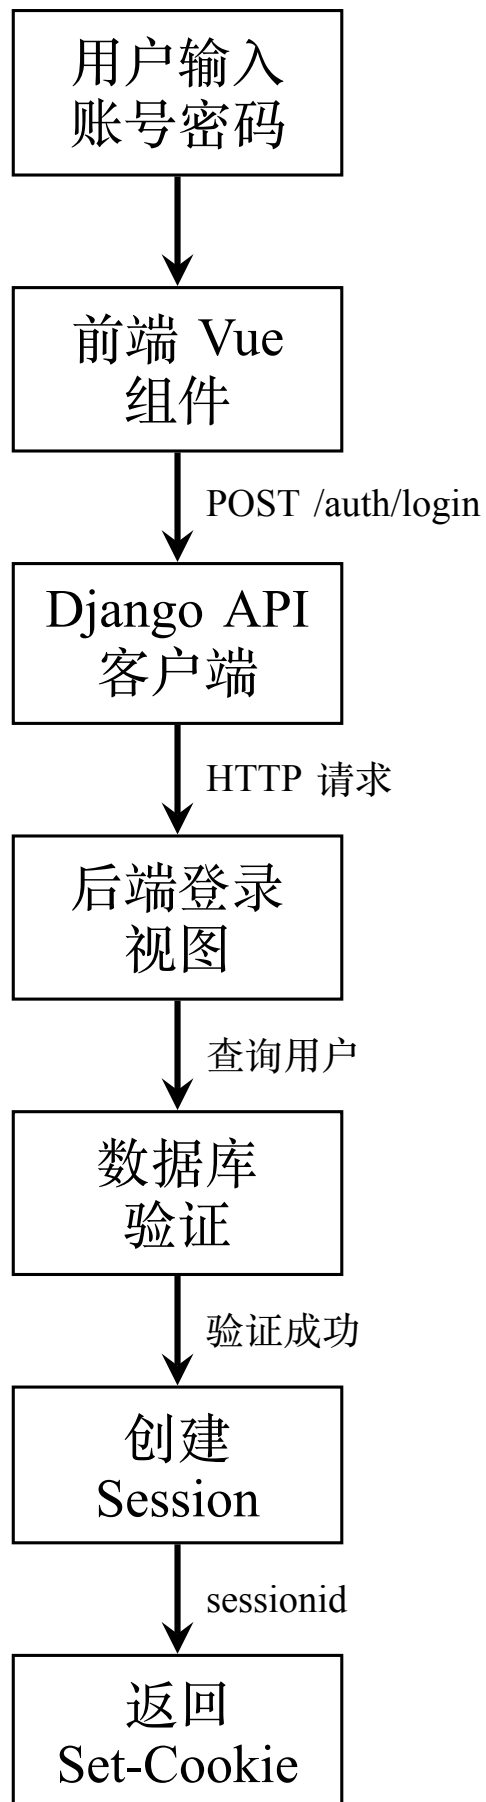 用户输入
账号密码
前端 Vue
组件
POST /auth/login
Django API
客户端
HTTP 请求
后端登录
视图
查询用户
数据库
验证
验证成功
创建
Session
sessionid
返回
Set-Cookie